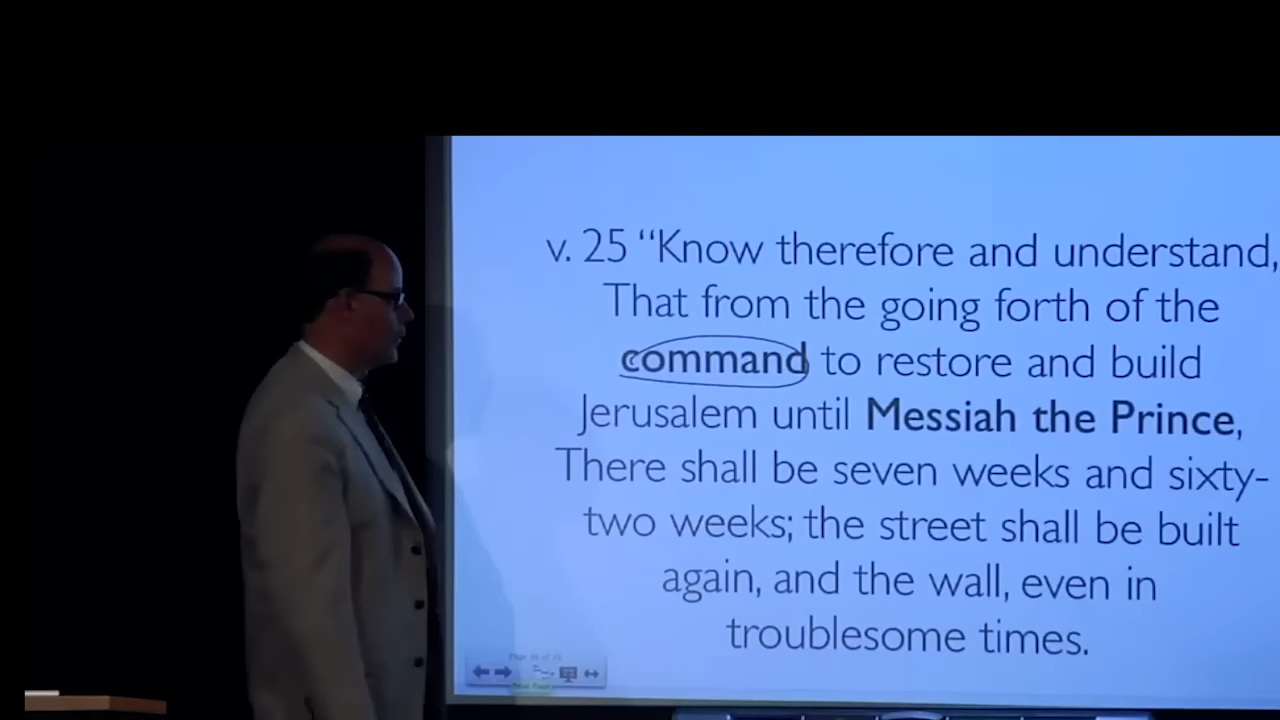 v. 25 “Know therefore and understand,
That from the going forth of the
command to restore and build
Jerusalem until Messiah the Prince,
There shall be seven weeks and sixty-
two weeks; the street shall be built
again, and the wall, even in
troublesome times.